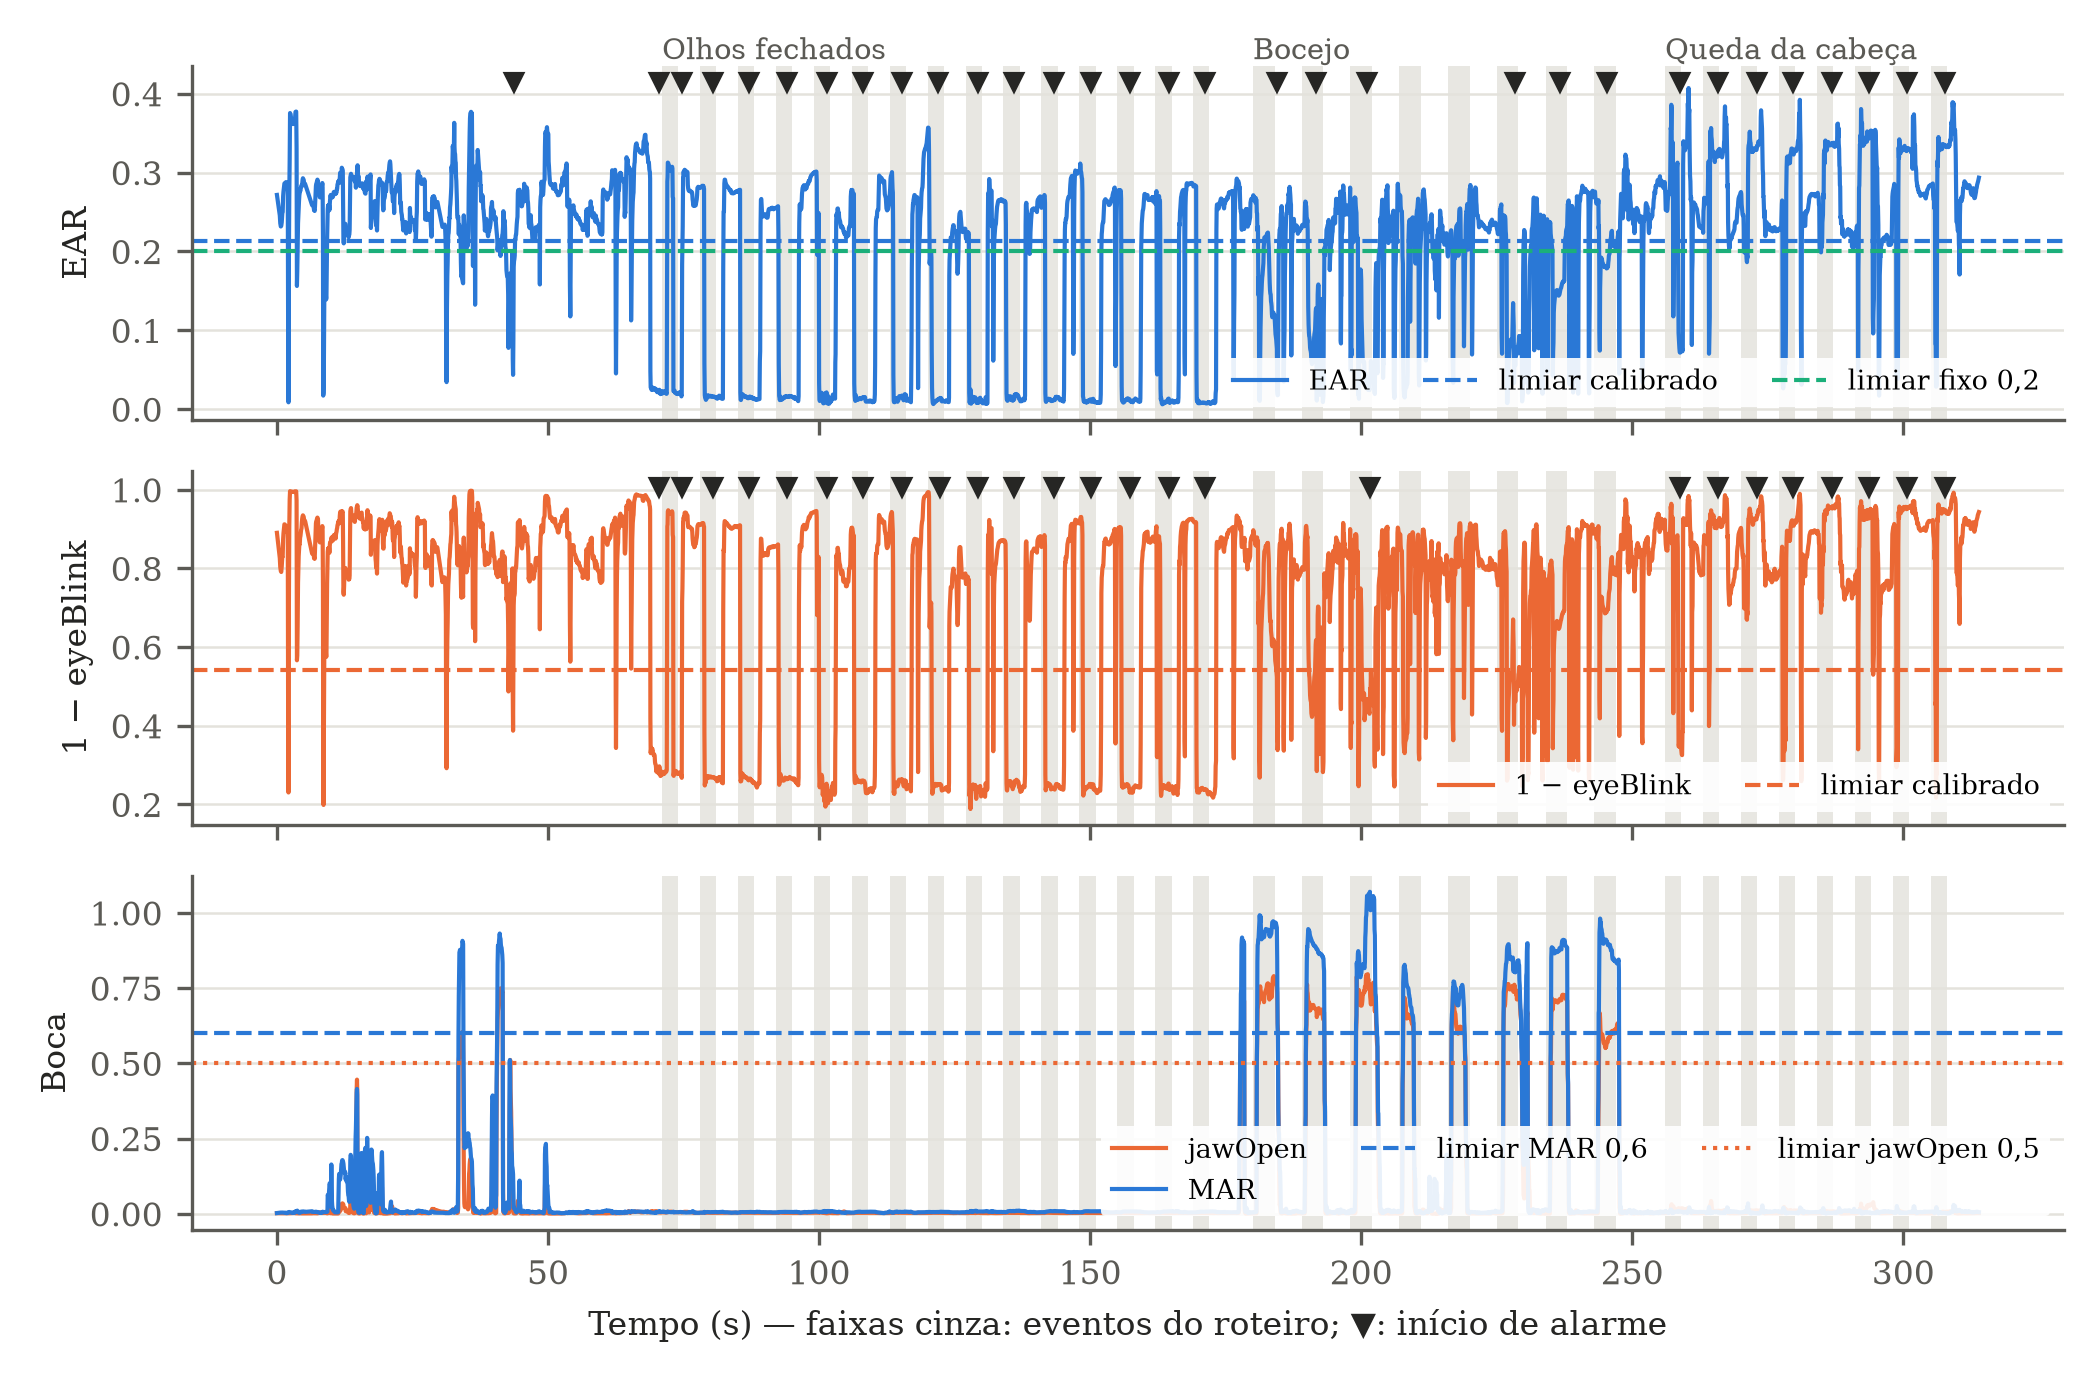 Olhos fechados Bocejo Queda da cabeça
0.4
0.3
0.2
0.1
0.0
EAR
EAR limiar calibrado limiar fixo 0,2
1.0
0.8
0.6
0.4
0.2
1 − eyeBlink
1 − eyeBlink limiar calibrado
1.00
0.75
0.50
0.25
0.00
Boca
jawOpen limiar MAR 0,6 limiar jawOpen 0,5
MAR
0 50 100 150 200 250 300
Tempo (s) — faixas cinza: eventos do roteiro; ▼: início de alarme